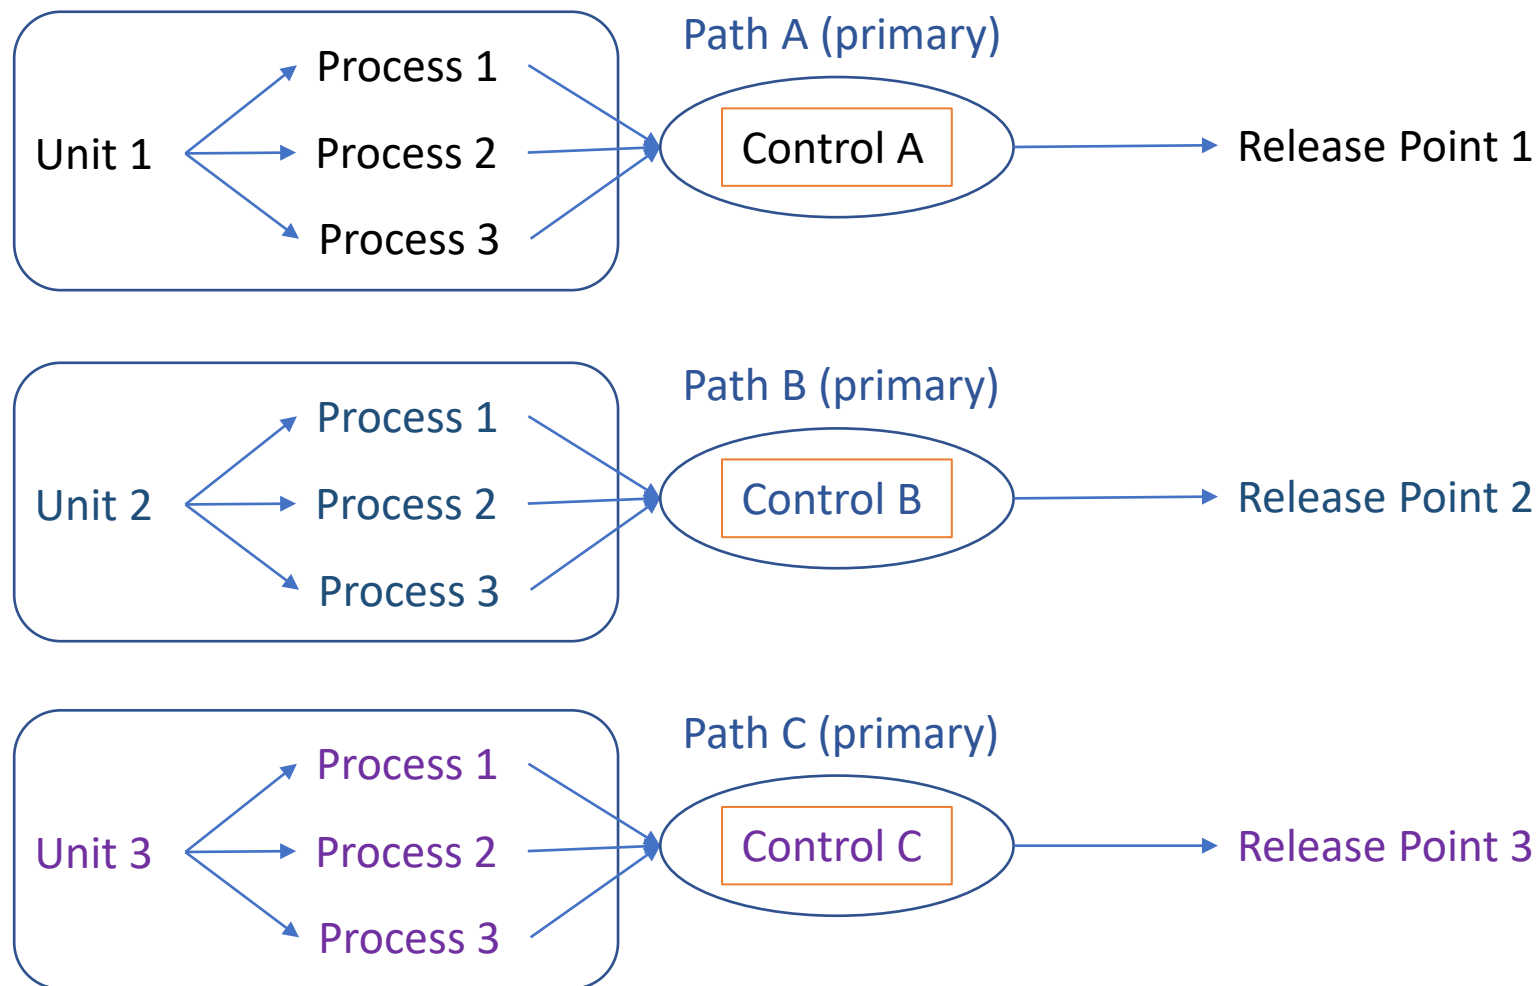 Path A (primary)
Process 1
Unit 1
Process 2
Control A
Release Point 1
Process 3
Path B (primary)
Process 1
Unit 2
Process 2
Control B
Release Point 2
Process 3
Path C (primary)
Process 1
Unit 3
Process 2
Control C
Release Point 3
Process 3